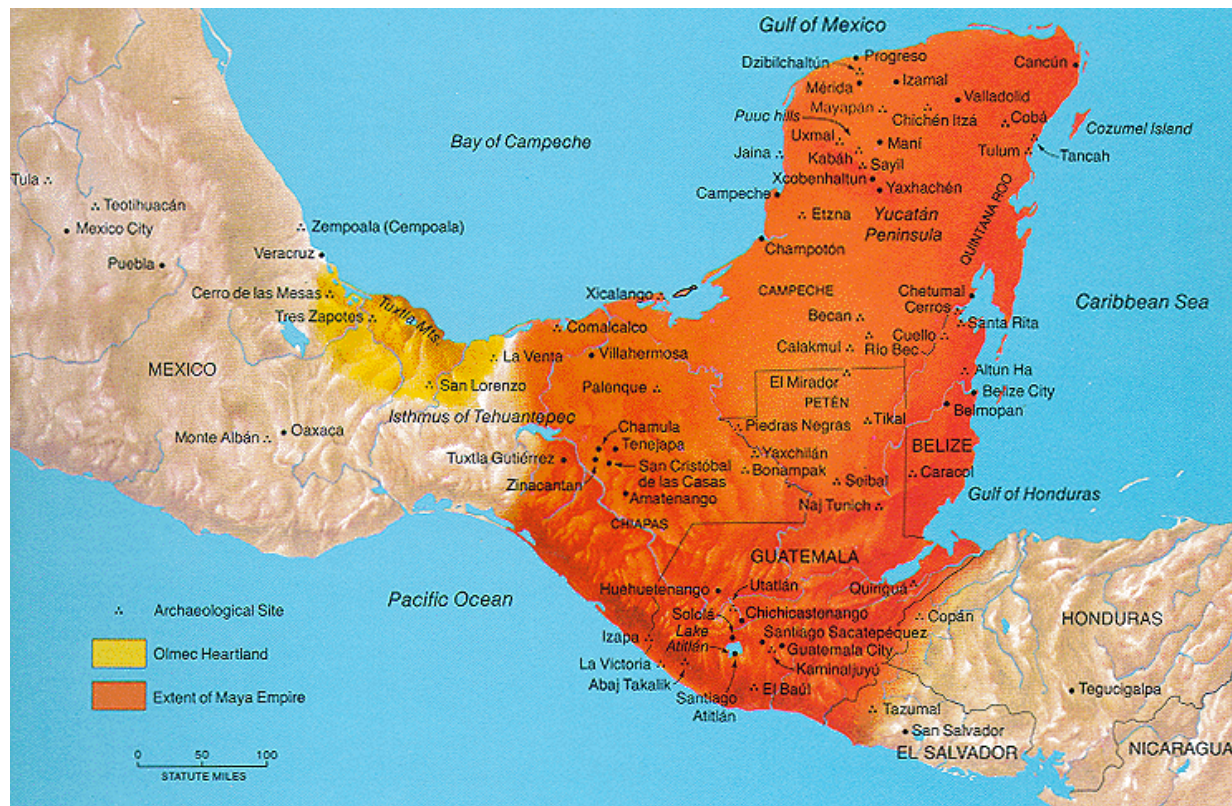 Gulf of Mexico
Progreso
Dzibilchaltún
Cancún
Mérida
Izamal
Valladolid
Mayapán
Chichén Itzá
Cobá
Cozumel Island
Puuc hills
Uxmal
Maní
Bay of Campeche
Jaina
Kabáh
Sayil
Tulum
Tancah
Tula
Xcobenhaltun
Yaxhachén
Campeche
Teotihuacán
Etzna
Yucatán
Peninsula
QUINTANA ROO
Mexico City
Zempoala (Cempoala)
Veracruz
Champotón
Puebla
Cerro de las Mesas
Xicalango
CAMPECHE
Chetumal
Cerros
Caribbean Sea
Tres Zapotes
Tuxtla Mts.
Comalcalco
Becan
Santa Rita
Cuello
La Venta
Villahermosa
Calakmul
Río Bec
MEXICO
San Lorenzo
Palenque
El Mirador
Altun Ha
Belize City
PETÉN
Belmopan
Isthmus of Tehuantepec
Tikal
Monte Albán
Oaxaca
Chamula
Piedras Negras
BELIZE
Tuxtla Gutiérrez
Tenejapa
Yaxchilán
Zinacantan
San Cristóbal
de las Casas
Bonampak
Seibal
Caracol
Amatenango
Naj Tunich
Gulf of Honduras
CHIAPAS
GUATEMALA
Pacific Ocean
Huehuetenango
Utatlán
Quiriguá
Archaeological Site
Sololá
Chichicastonango
Copán
HONDURAS
Izapa
Lake
Atitlán
Santiago Sacatepéquez
Guatemala City
Olmec Heartland
La Victoria
Kaminaljuyú
Abaj Takalik
Santiago
Atitlán
El Baúl
Extent of Maya Empire
Tazumal
Tegucigalpa
San Salvador
EL SALVADOR
NICARAGUA
0 50 100
STATUTE MILES